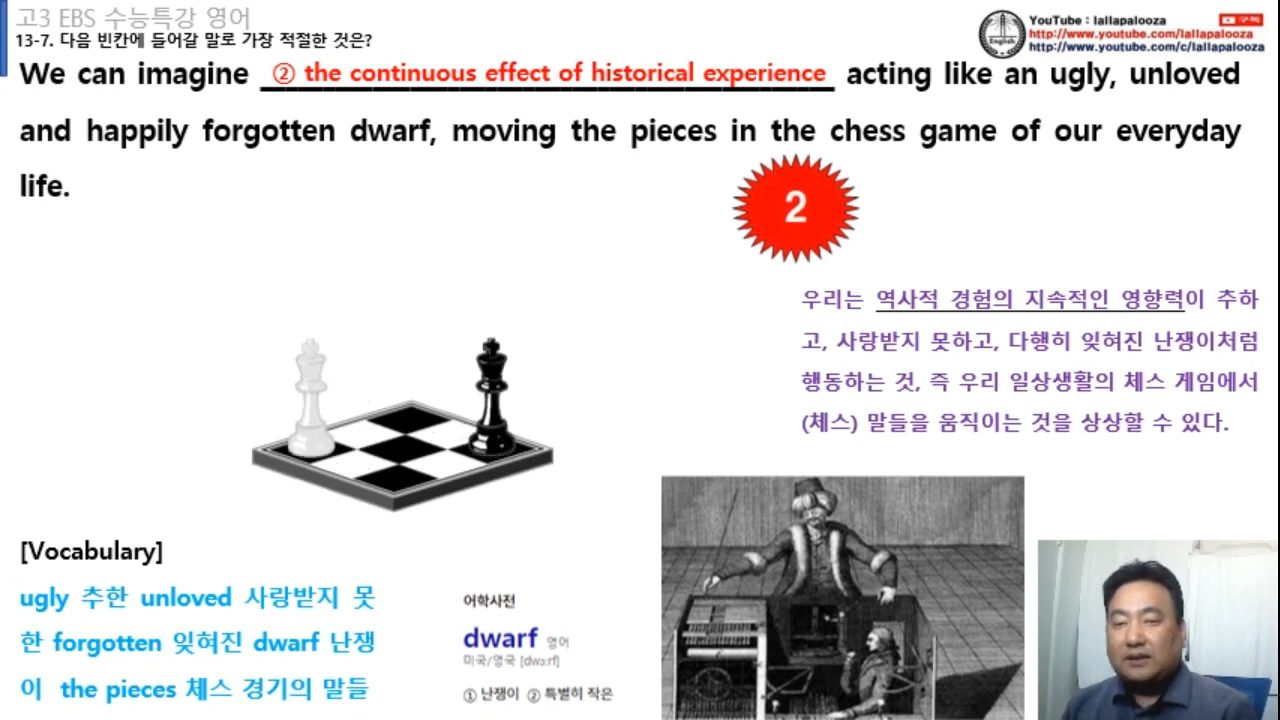 고3 EBS 수능특강 영어
13-7. 다음 빈칸에 들어갈 말로 가장 적절한 것은?
English
YouTube : lallapalooza
구독
http://www.youtube.com/lallapalooza
http://www.youtube.com/c/lallapalooza
We can imagine ② the continuous effect of historical experience acting like an ugly, unloved
and happily forgotten dwarf, moving the pieces in the chess game of our everyday
life.
2
우리는 역사적 경험의 지속적인 영향력이 추하
고, 사랑받지 못하고, 다행히 잊혀진 난쟁이처럼
행동하는 것, 즉 우리 일상생활의 체스 게임에서
(체스) 말들을 움직이는 것을 상상할 수 있다.
[Vocabulary]
ugly 추한 unloved 사랑받지 못
한 forgotten 잊혀진 dwarf 난쟁
이 the pieces 체스 경기의 말들
어학사전
dwarf 영어
미국/영국 [dwɔːrf]
① 난쟁이 ② 특별히 작은